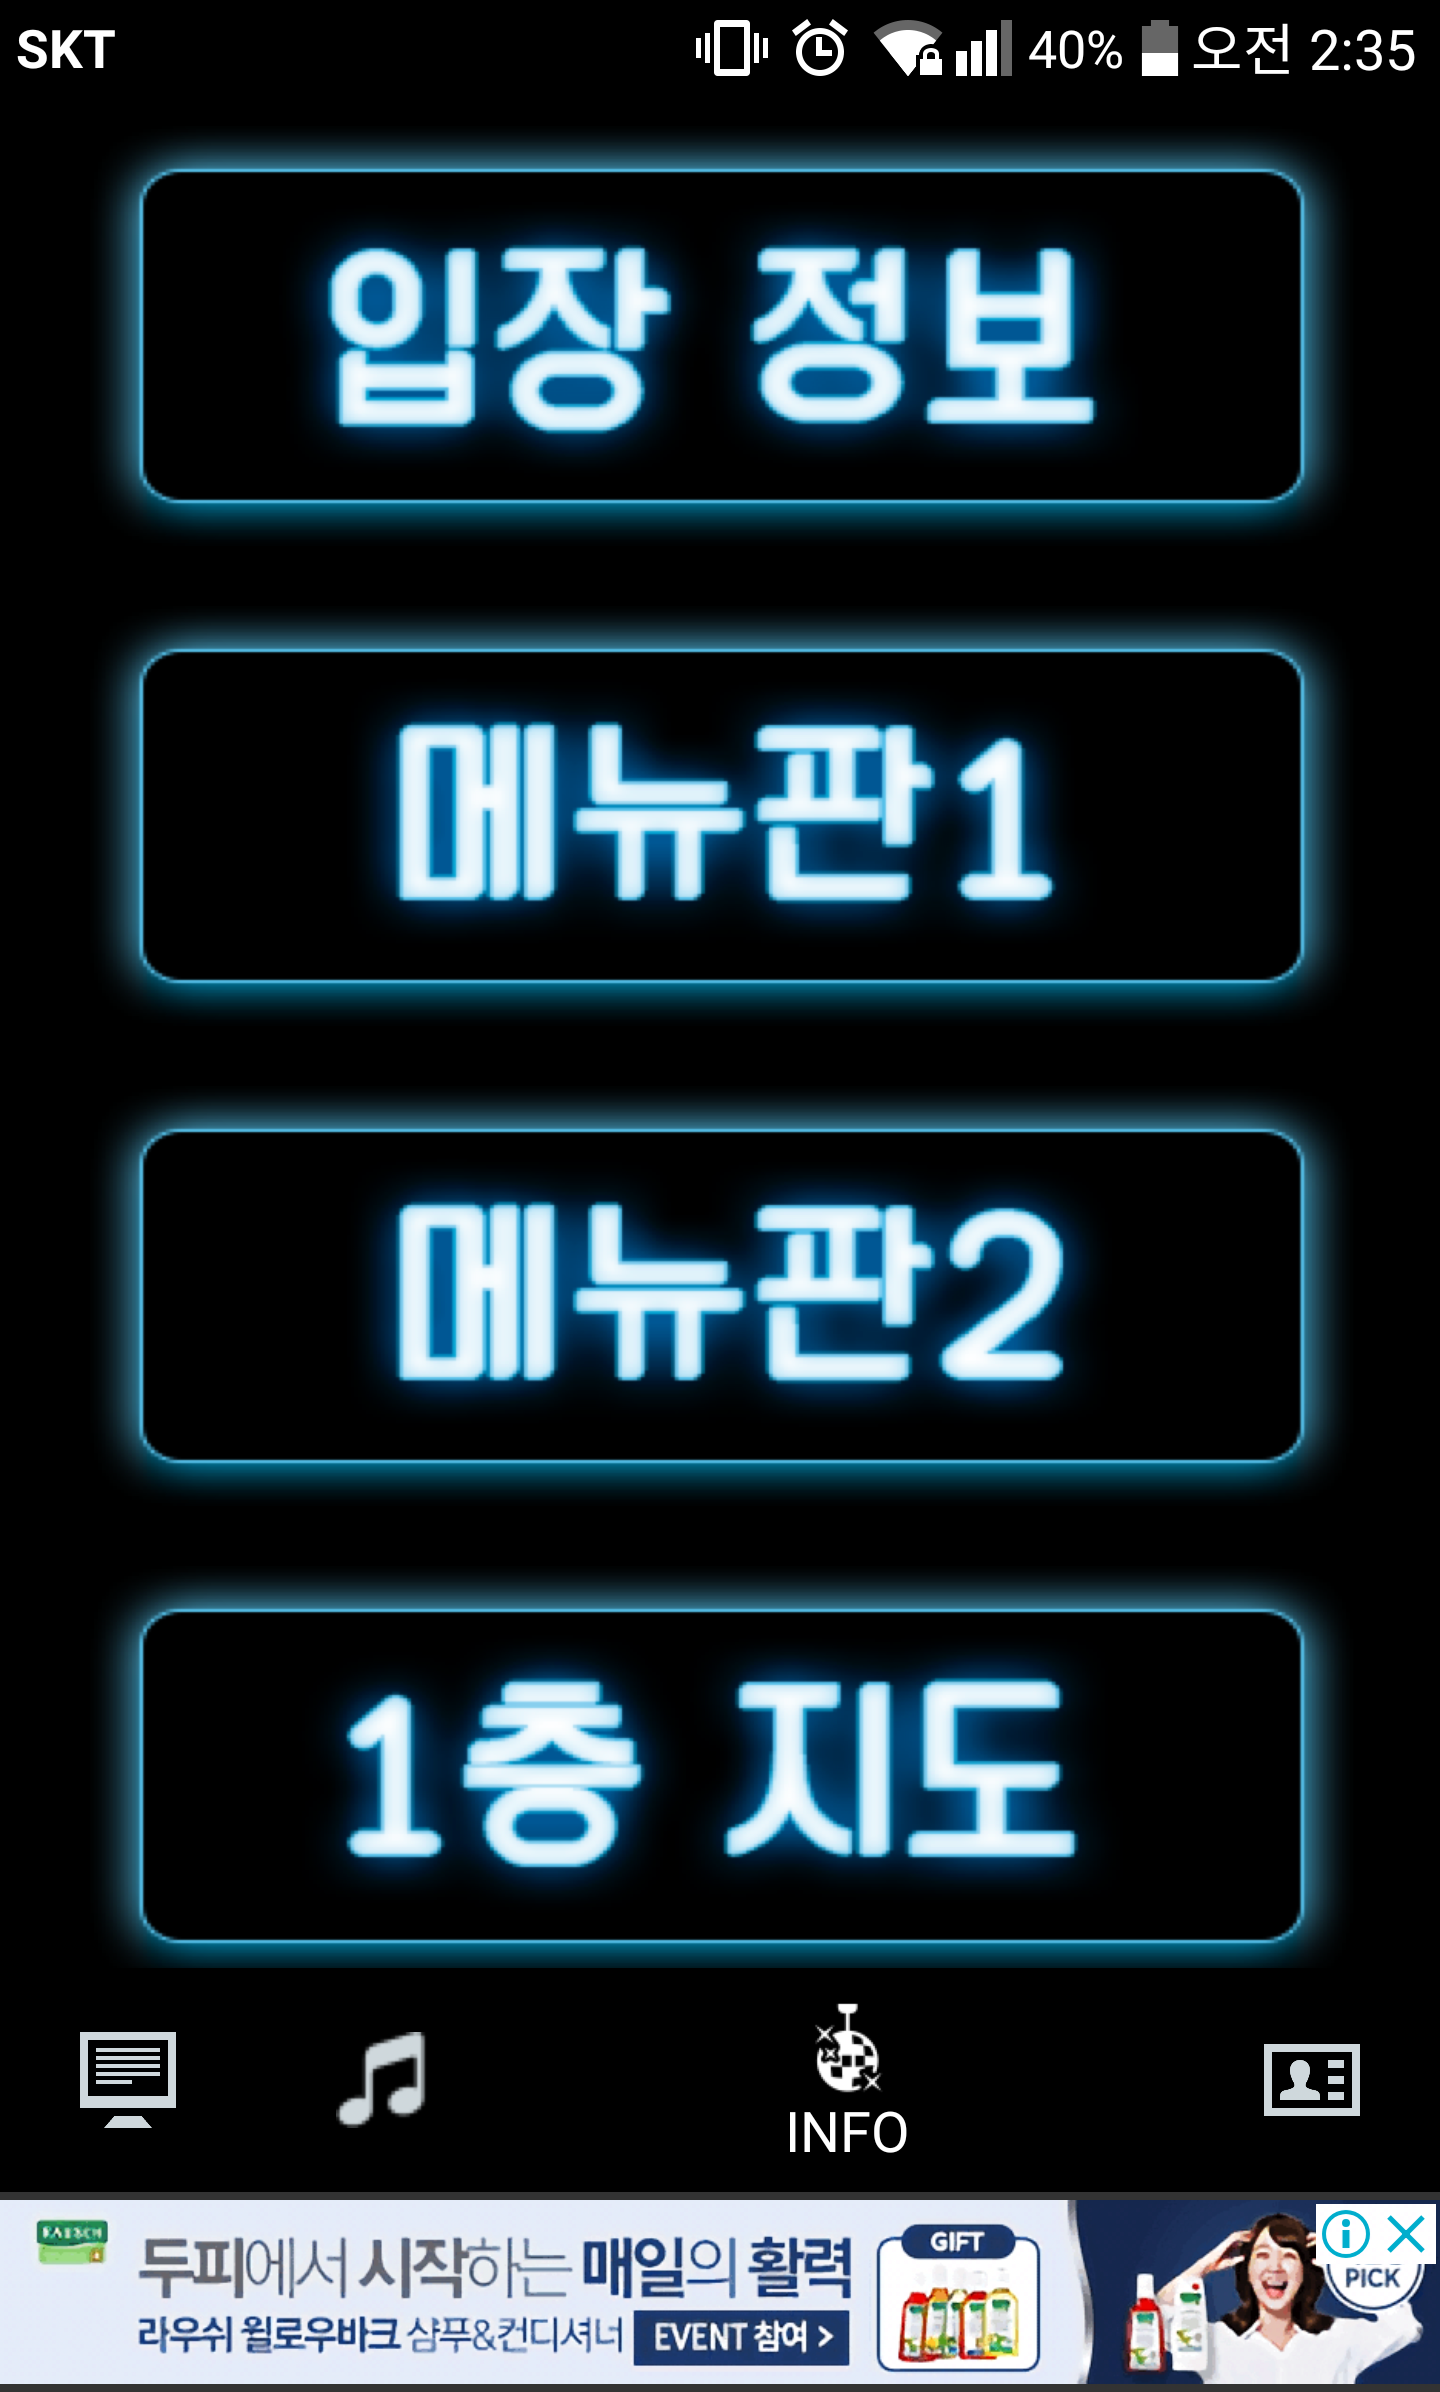 SKT 40% 오전 2:35
입장 정보
메뉴판1
메뉴판2
1층 지도
INFO
RAUSCH
두피에서 시작하는 매일의 활력
라우쉬 윌로우바크 샴푸&컨디셔너 EVENT 참여 >
GIFT
PICK